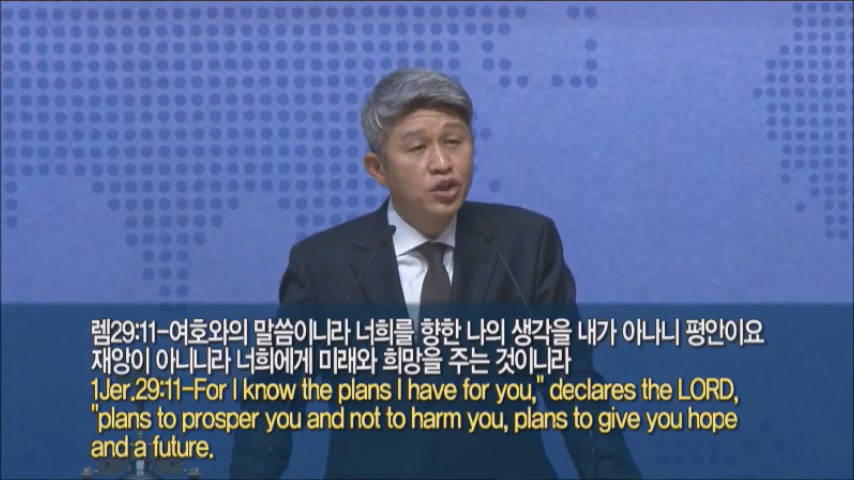 렘29:11-여호와의 말씀이니라 너희를 향한 나의 생각을 내가 아나니 평안이요
재앙이 아니니라 너희에게 미래와 희망을 주는 것이니라
1Jer.29:11-For I know the plans I have for you," declares the LORD,
"plans to prosper you and not to harm you, plans to give you hope
and a future.